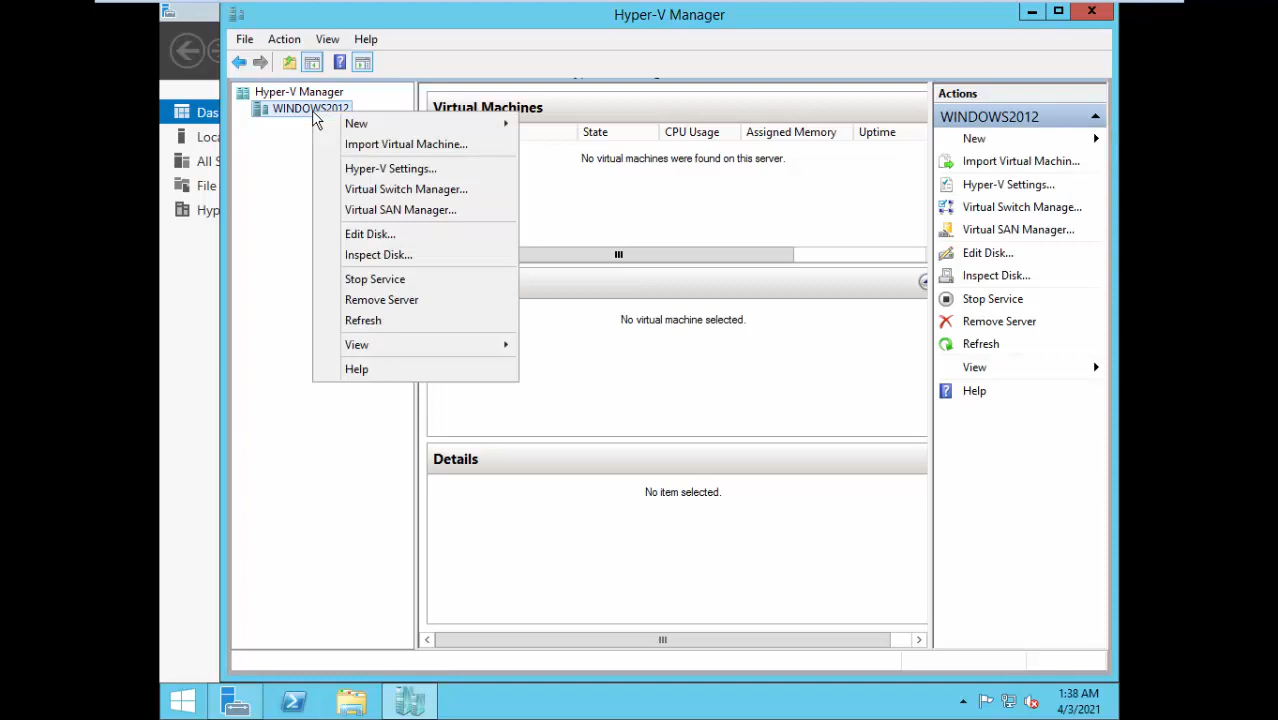 Hyper-V Manager
File Action View Help
Hyper-V Manager
WINDOWS2012
Das
Loca
All S
File
Hyp
New
Import Virtual Machine...
Hyper-V Settings...
Virtual Switch Manager...
Virtual SAN Manager...
Edit Disk...
Inspect Disk...
Stop Service
Remove Server
Refresh
View
Help
Virtual Machines
State CPU Usage Assigned Memory Uptime
No virtual machines were found on this server.
No virtual machine selected.
Details
No item selected.
Actions
WINDOWS2012
New
Import Virtual Machin...
Hyper-V Settings...
Virtual Switch Manage...
Virtual SAN Manager...
Edit Disk...
Inspect Disk...
Stop Service
Remove Server
Refresh
View
Help
1:38 AM
4/3/2021